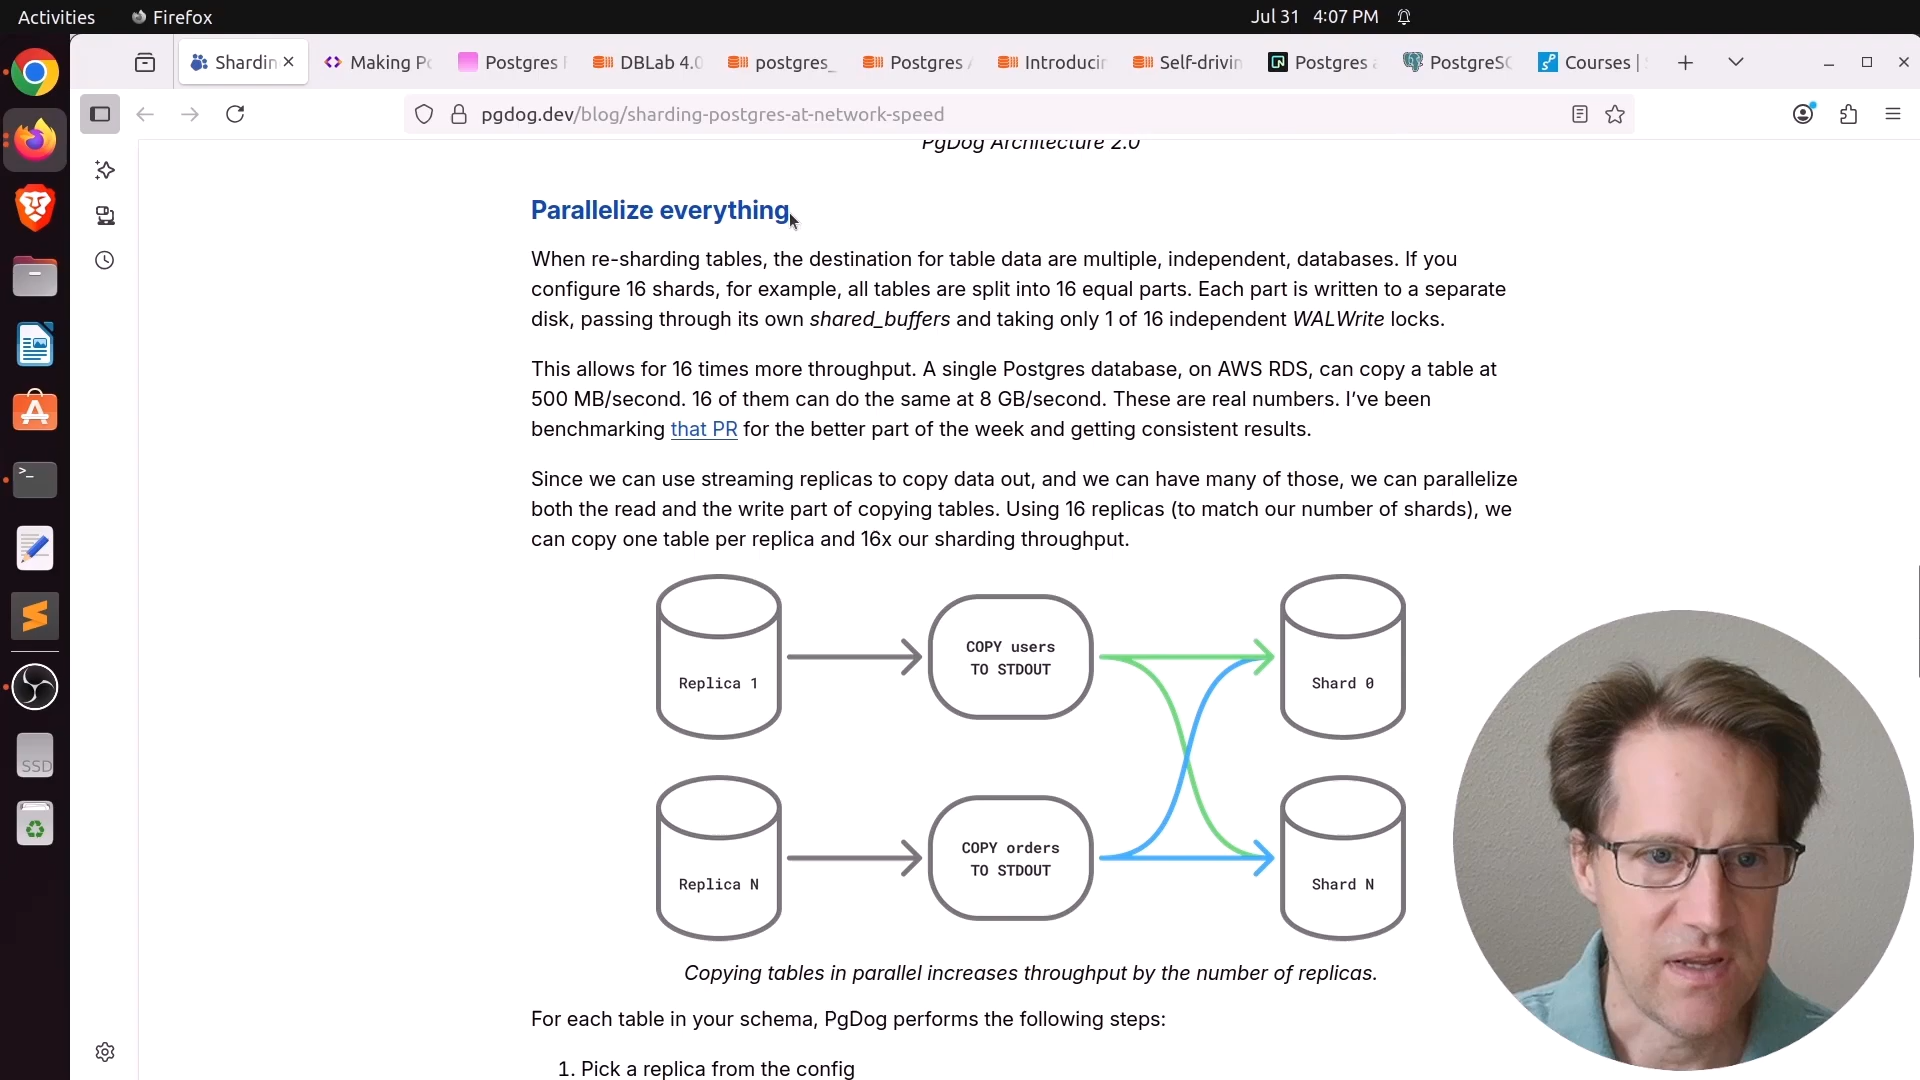 Activities Firefox Jul 31 4:07 PM
Shardin Making Po Postgres F DBLab 4.0 postgres_ Postgres Introducin Self-drivin Postgres a PostgreSQ Courses |
pgdog.dev/blog/sharding-postgres-at-network-speed
PgDog Architecture 2.0
Parallelize everything
When re-sharding tables, the destination for table data are multiple, independent, databases. If you
configure 16 shards, for example, all tables are split into 16 equal parts. Each part is written to a separate
disk, passing through its own shared_buffers and taking only 1 of 16 independent WALWrite locks.
This allows for 16 times more throughput. A single Postgres database, on AWS RDS, can copy a table at
500 MB/second. 16 of them can do the same at 8 GB/second. These are real numbers. I’ve been
benchmarking that PR for the better part of the week and getting consistent results.
Since we can use streaming replicas to copy data out, and we can have many of those, we can parallelize
both the read and the write part of copying tables. Using 16 replicas (to match our number of shards), we
can copy one table per replica and 16x our sharding throughput.
COPY users
TO STDOUT
Replica 1 Shard 0
COPY orders
TO STDOUT
Replica N Shard N
Copying tables in parallel increases throughput by the number of replicas.
For each table in your schema, PgDog performs the following steps:
1. Pick a replica from the config
SSD